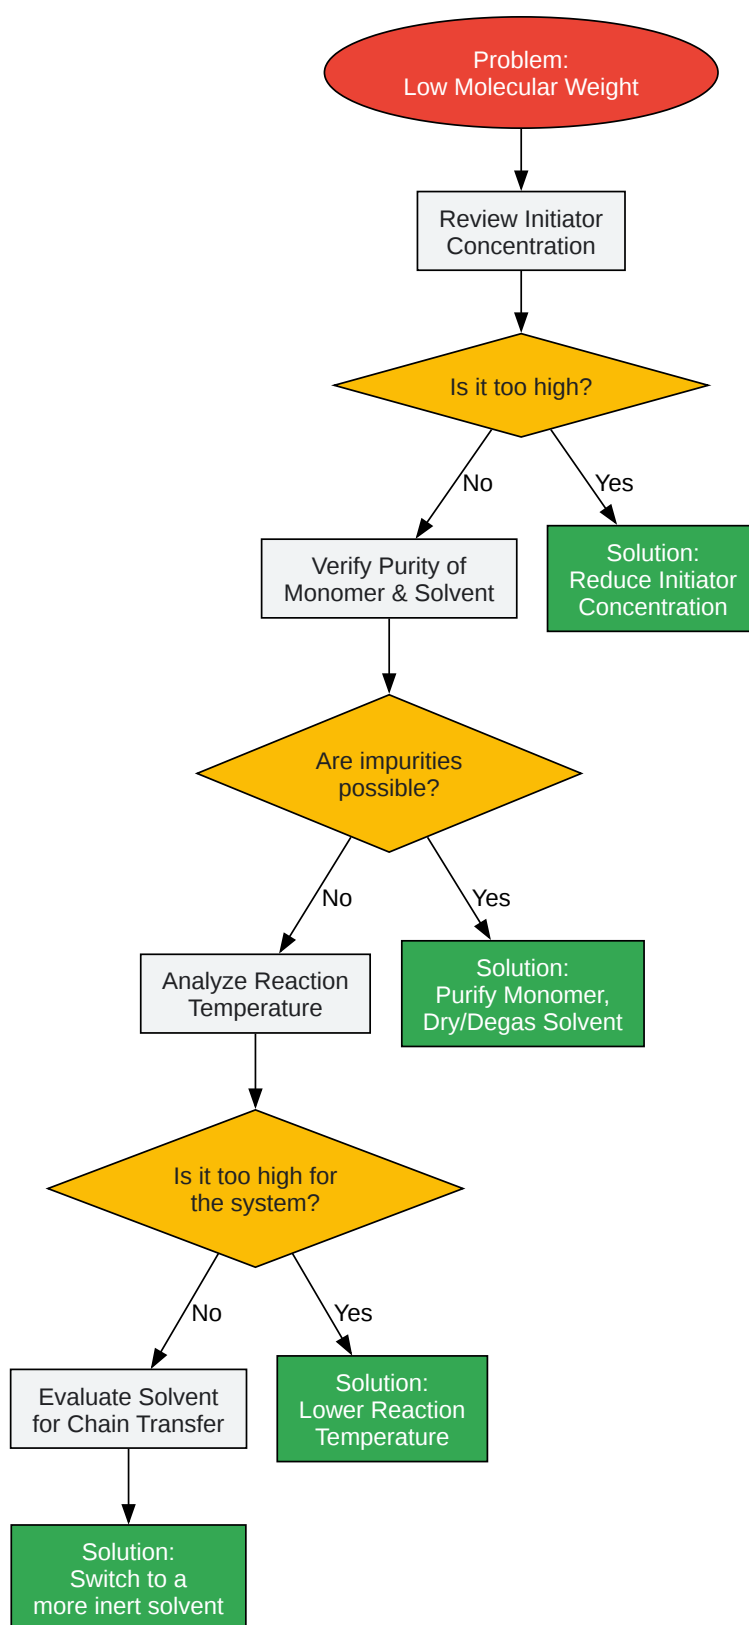 Problem:
Low Molecular Weight
Review Initiator
Concentration
Is it too high?
No
Yes
Verify Purity of
Monomer & Solvent
Solution:
Reduce Initiator
Concentration
Are impurities
possible?
No
Yes
Analyze Reaction
Temperature
Solution:
Purify Monomer,
Dry/Degas Solvent
Is it too high for
the system?
No
Yes
Evaluate Solvent
for Chain Transfer
Solution:
Lower Reaction
Temperature
Solution:
Switch to a
more inert solvent